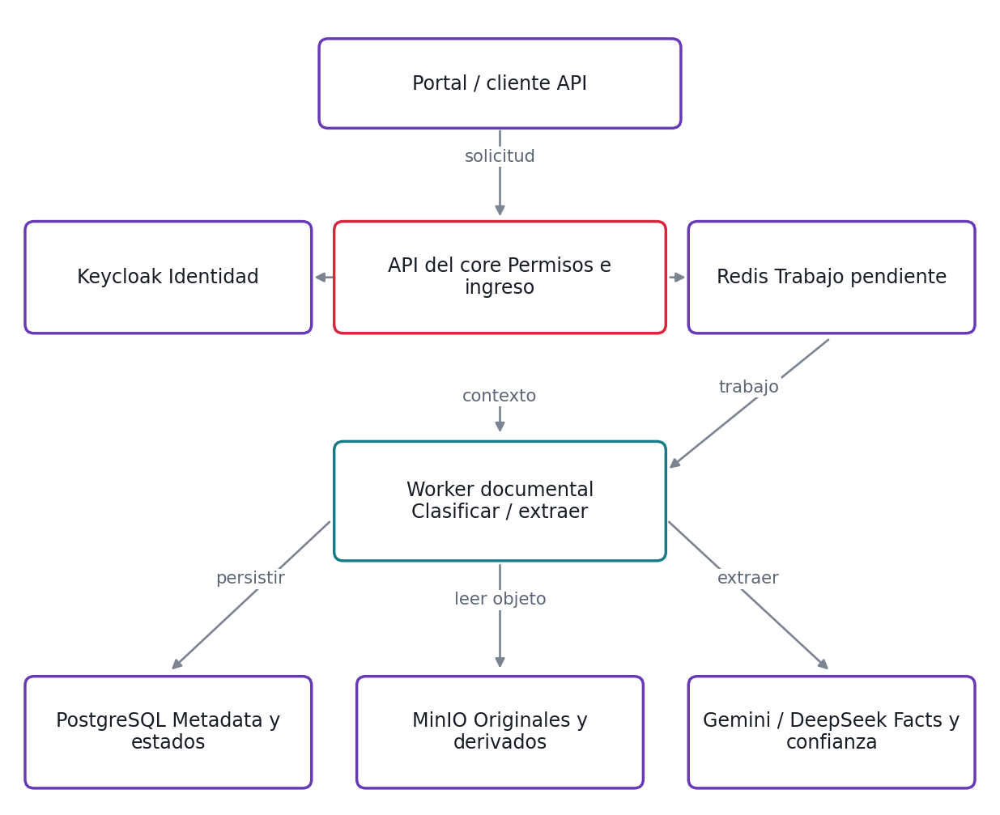 Portal / cliente API
solicitud
Keycloak Identidad
API del core Permisos e
ingreso
Redis Trabajo pendiente
trabajo
contexto
Worker documental
Clasificar / extraer
persistir
leer objeto
extraer
PostgreSQL Metadata y
estados
MinIO Originales y
derivados
Gemini / DeepSeek Facts y
confianza